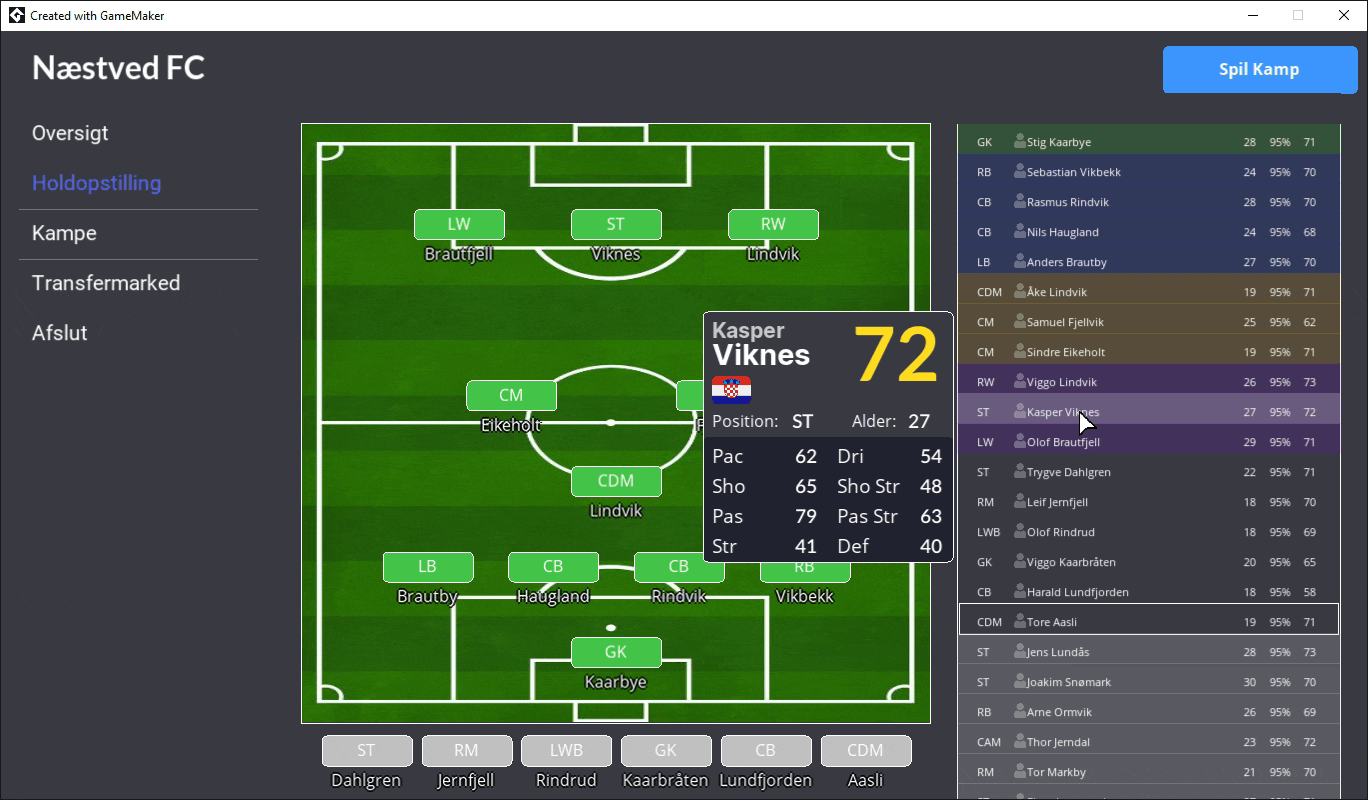 Created with GameMaker
Næstved FC
Spil Kamp
Oversigt
Holdopstilling
Kampe
Transfermarked
Afslut
LW ST RW
Brautfjell Viknes Lindvik
CM
Eikeholt
CDM
Lindvik
LB CB CB RB
Brautby Haugland Rindvik Vikbekk
GK
Kaarbye
ST RM LWB GK CB CDM
Dahlgren Jernfjell Rindrud Kaarbråten Lundfjorden Aasli
Kasper
Viknes
72
Position: ST Alder: 27
Pac 62 Dri 54
Sho 65 Sho Str 48
Pas 79 Pas Str 63
Str 41 Def 40
GK Stig Kaarbye 28 95% 71
RB Sebastian Vikbekk 24 95% 70
CB Rasmus Rindvik 28 95% 70
CB Nils Haugland 24 95% 68
LB Anders Brautby 27 95% 70
CDM Åke Lindvik 19 95% 71
CM Samuel Fjellvik 25 95% 62
CM Sindre Eikeholt 19 95% 71
RW Viggo Lindvik 26 95% 73
ST Kasper Viknes 27 95% 72
LW Olof Brautfjell 29 95% 71
ST Trygve Dahlgren 22 95% 71
RM Leif Jernfjell 18 95% 70
LWB Olof Rindrud 18 95% 69
GK Viggo Kaarbråten 20 95% 65
CB Harald Lundfjorden 18 95% 58
CDM Tore Aasli 19 95% 71
ST Jens Lundås 28 95% 73
ST Joakim Snømark 30 95% 70
RB Arne Ormvik 26 95% 69
CAM Thor Jerndal 23 95% 72
RM Tor Markby 21 95% 70